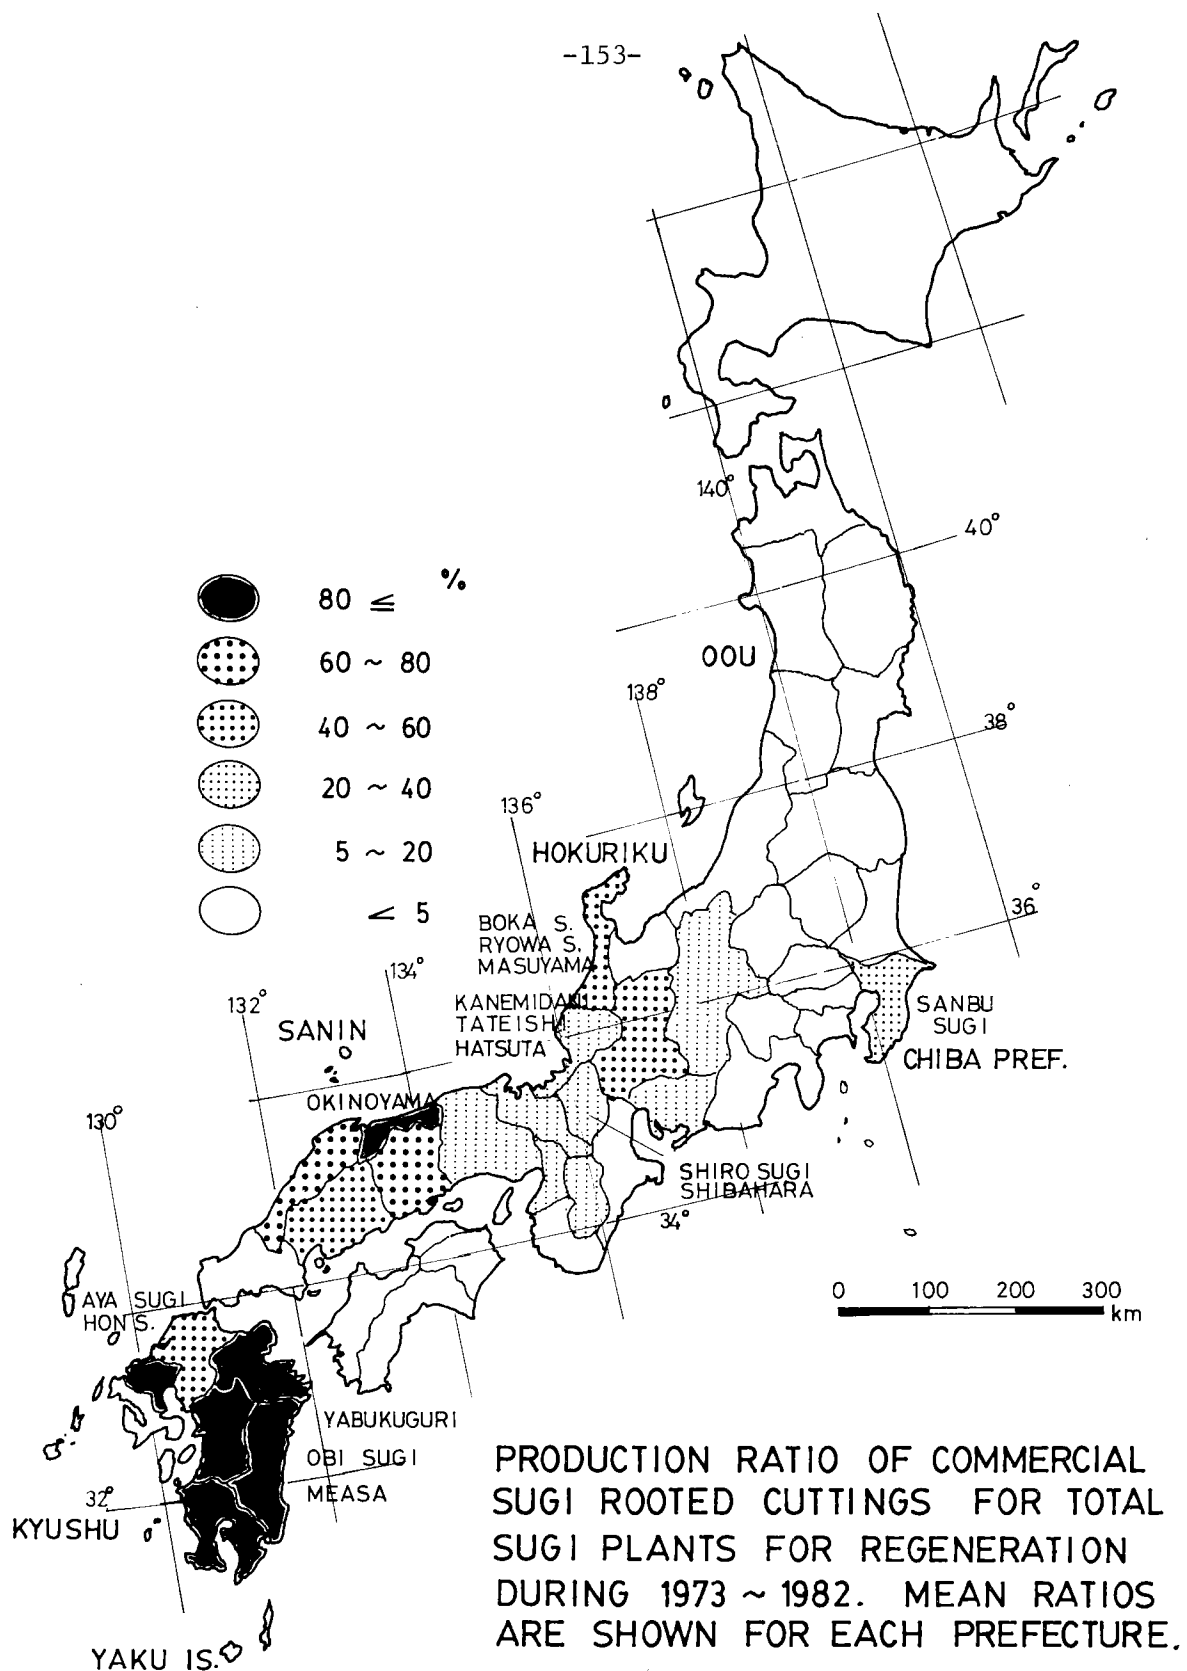 -153-
140°
40°
OOU
%
80 ≦
60 ~ 80
40 ~ 60
20 ~ 40
5 ~ 20
< 5
138°
38°
136°
HOKURIKU
36°
BOKA S.
RYOWA S.
MASUYAMA
134°
132°
KANEMIDANI
TATEISHI
HATSUTA
SANBU
SUGI
CHIBA PREF.
SANIN
OKINOYAMA
130°
SHIRO SUGI
SHIBAHARA
34°
AYA SUGI
HON S.
0 100 200 300
km
YABUKUGURI
OBI SUGI
MEASA
32°
KYUSHU
YAKU IS.
PRODUCTION RATIO OF COMMERCIAL
SUGI ROOTED CUTTINGS FOR TOTAL
SUGI PLANTS FOR REGENERATION
DURING 1973 ~ 1982. MEAN RATIOS
ARE SHOWN FOR EACH PREFECTURE.